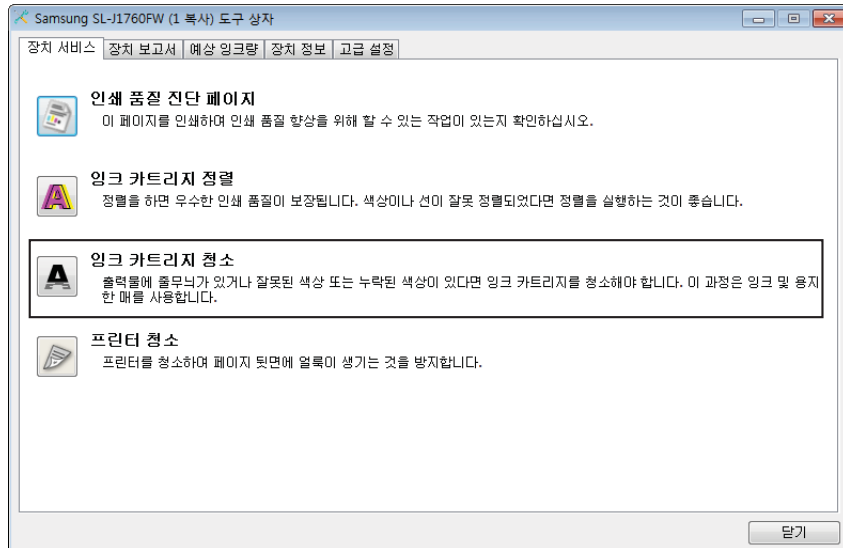 Samsung SL-J1760FW (1 복사) 도구 상자
장치 서비스 장치 보고서 예상 잉크량 장치 정보 고급 설정
인쇄 품질 진단 페이지
이 페이지를 인쇄하여 인쇄 품질 향상을 위해 할 수 있는 작업이 있는지 확인하십시오.
잉크 카트리지 정렬
정렬을 하면 우수한 인쇄 품질이 보장됩니다. 색상이나 선이 잘못 정렬되었다면 정렬을 실행하는 것이 좋습니다.
잉크 카트리지 청소
출력물에 줄무늬가 있거나 잘못된 색상 또는 누락된 색상이 있다면 잉크 카트리지를 청소해야 합니다. 이 과정은 잉크 및 용지
한 매를 사용합니다.
프린터 청소
프린터를 청소하여 페이지 뒷면에 얼룩이 생기는 것을 방지합니다.
닫기